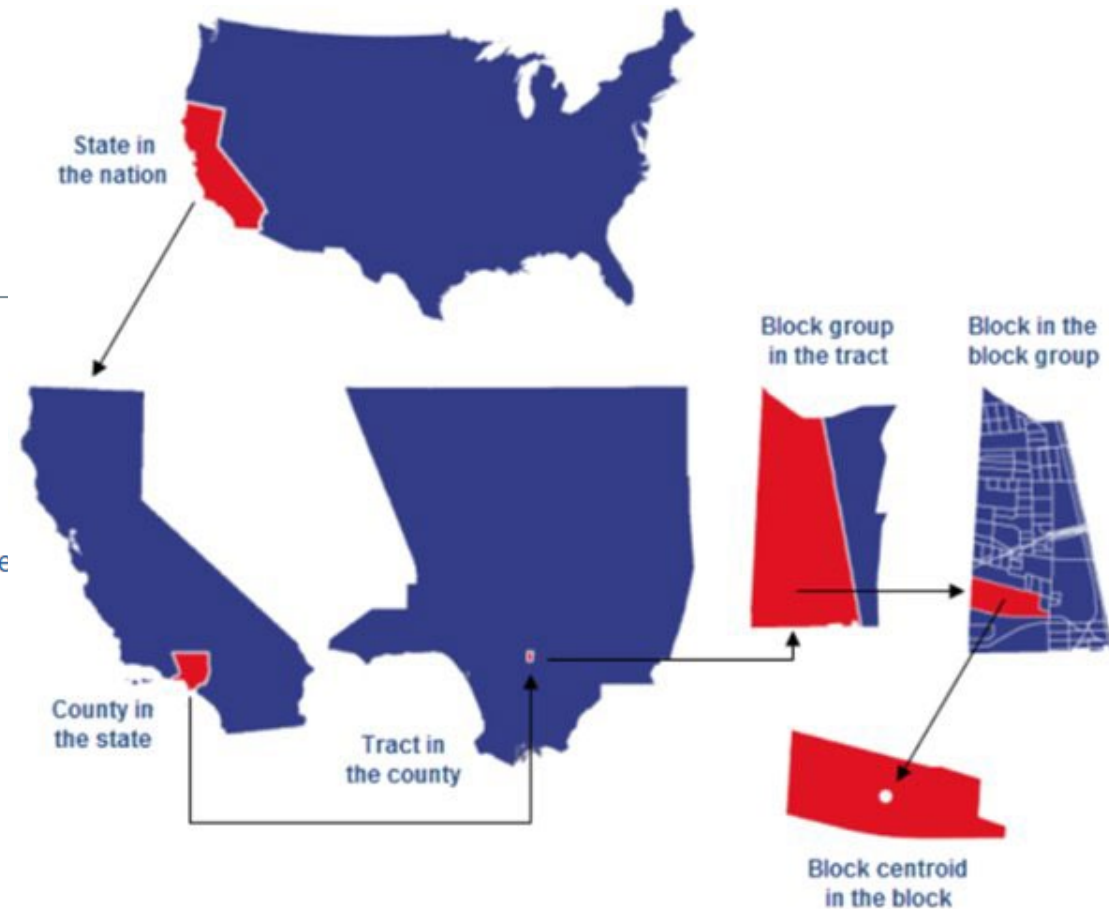 State in
the nation
Block group
in the tract
Block in the
block group
e
County in
the state
Tract in
the county
Block centroid
in the block